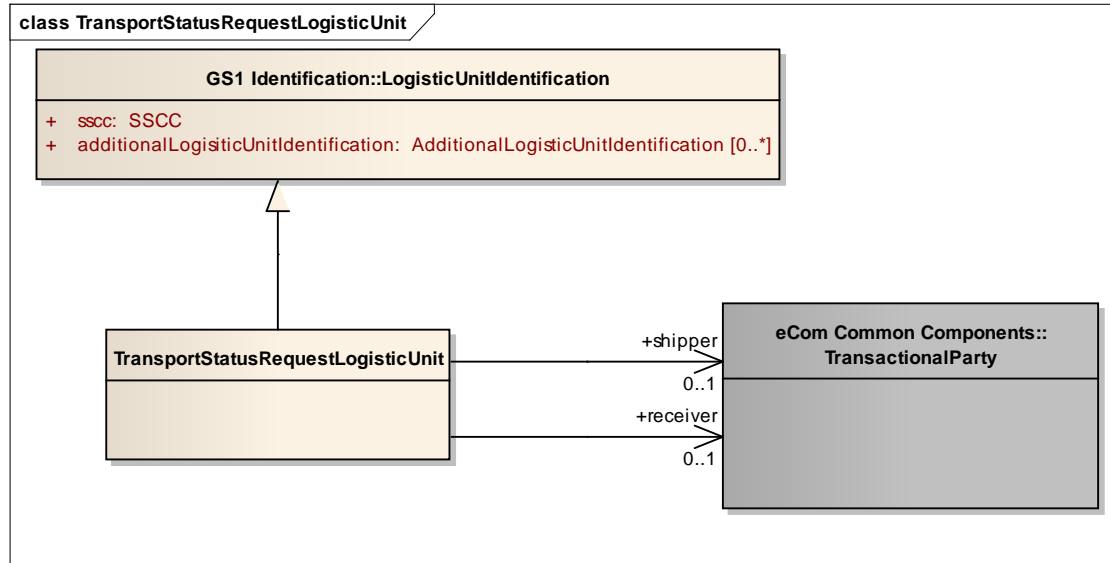 class TransportStatusRequestLogisticUnit
GS1 Identification::LogisticUnitIdentification
+ sscc: SSCC
+ additionalLogisiticUnitIdentification: AdditionalLogisticUnitIdentification [0..*]
TransportStatusRequestLogisticUnit
+shipper
0..1
+receiver
0..1
eCom Common Components::
TransactionalParty